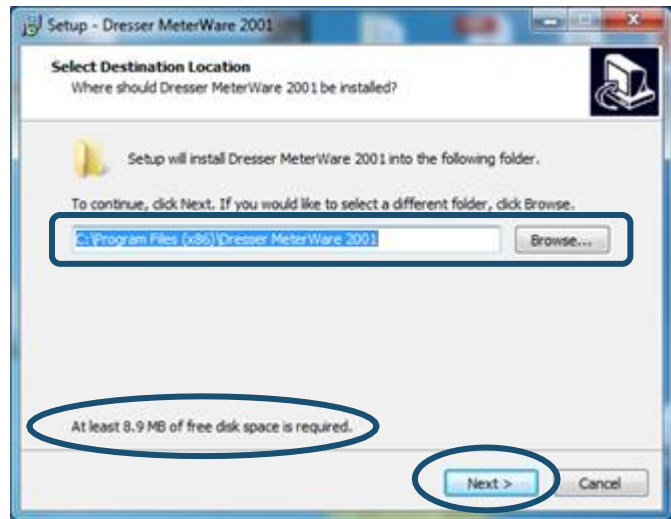 Setup - Dresser MeterWare 2001
Select Destination Location
Where should Dresser MeterWare 2001 be installed?
Setup will install Dresser MeterWare 2001 into the following folder.
To continue, click Next. If you would like to select a different folder, click Browse.
C:\Program Files (x86)\Dresser MeterWare 2001
Browse...
At least 8.9 MB of free disk space is required.
Next >
Cancel